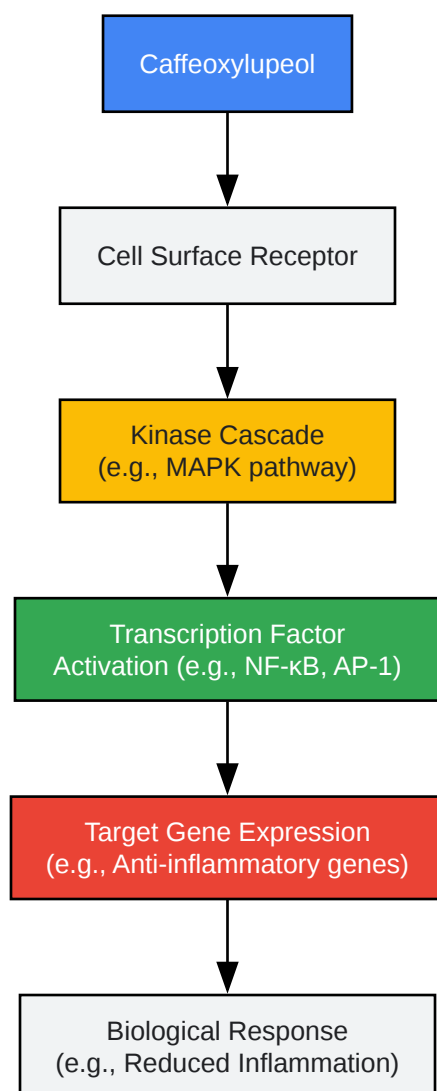 Caffeoxylupeol
Cell Surface Receptor
Kinase Cascade
(e.g., MAPK pathway)
Transcription Factor
Activation (e.g., NF-κB, AP-1)
Target Gene Expression
(e.g., Anti-inflammatory genes)
Biological Response
(e.g., Reduced Inflammation)